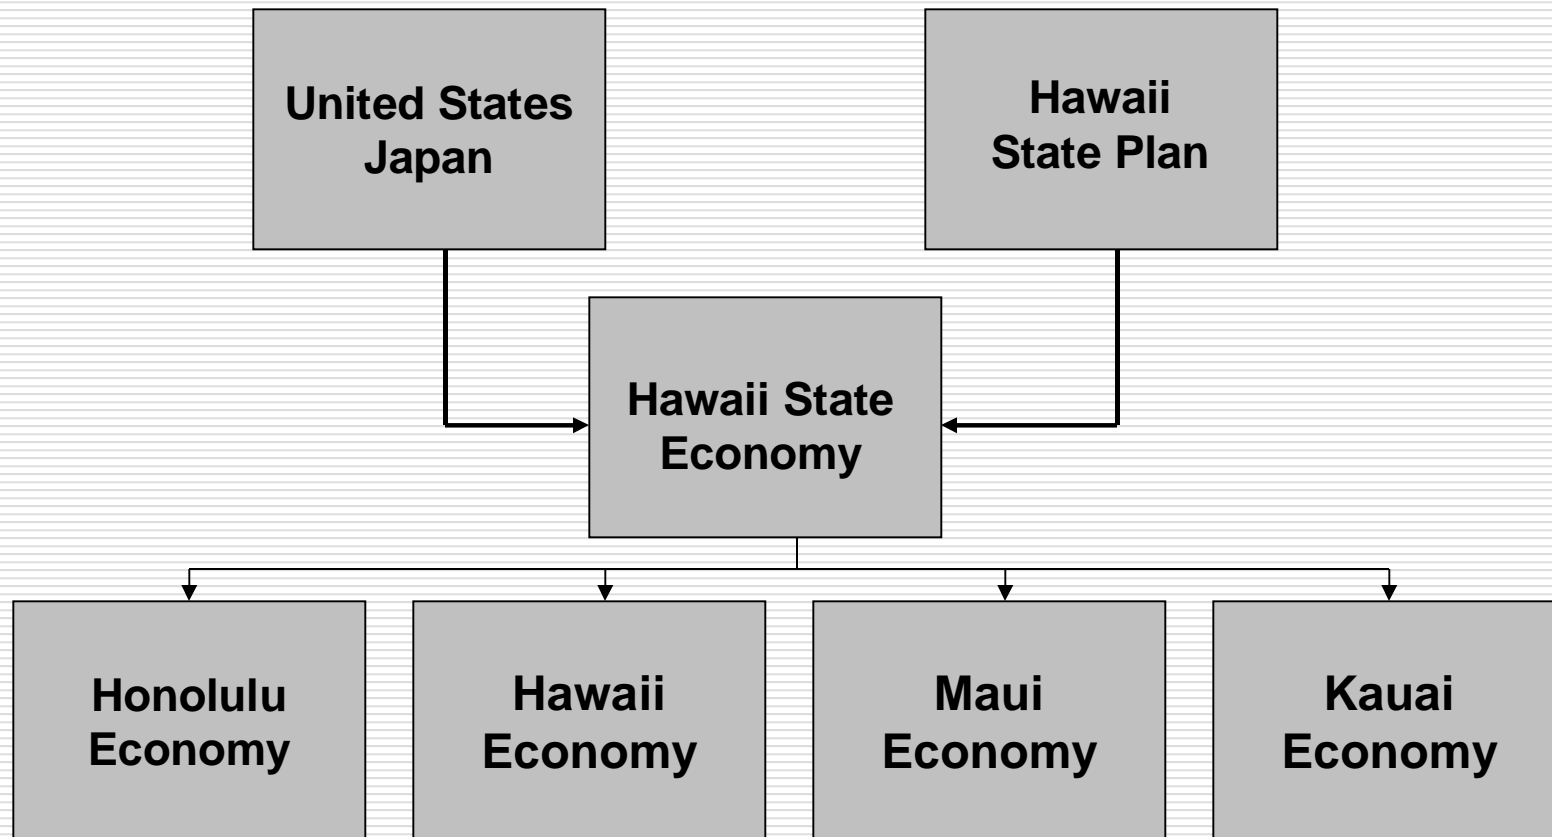 United States
Japan
Hawaii
State Plan
Hawaii State
Economy
Honolulu
Economy
Hawaii
Economy
Maui
Economy
Kauai
Economy